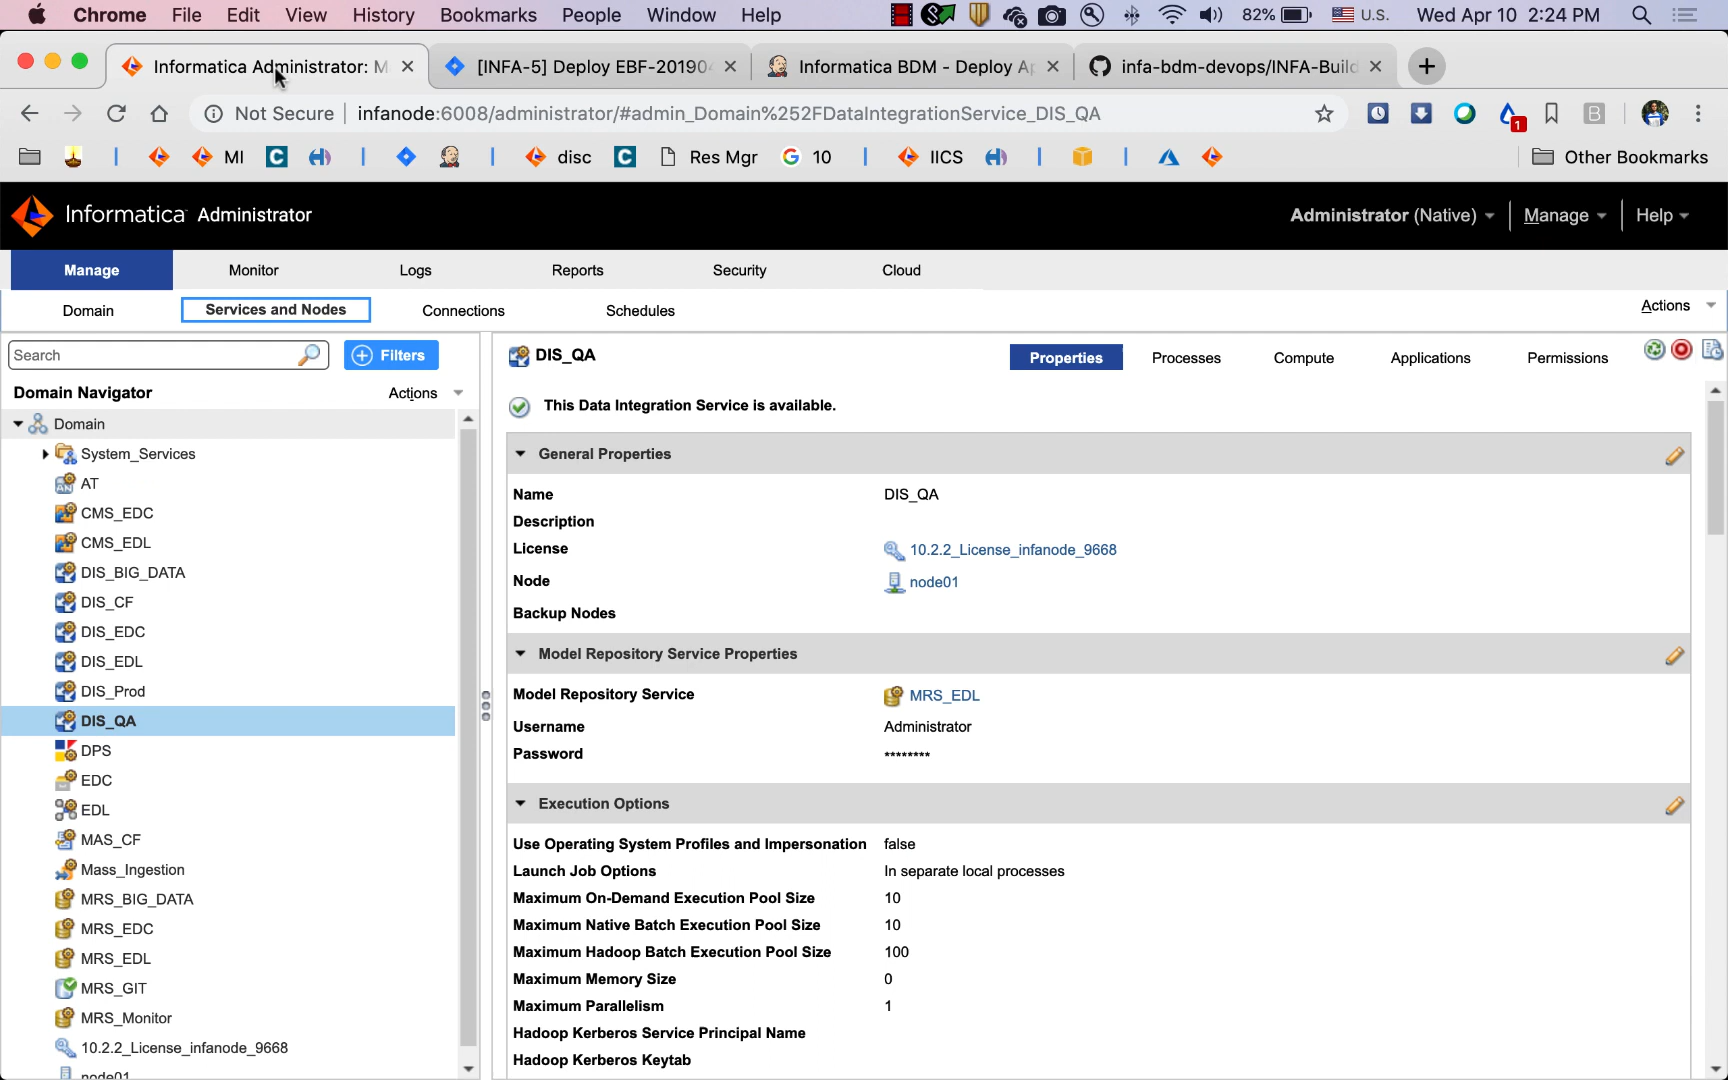 Chrome File Edit View History Bookmarks People Window Help 82% U.S. Wed Apr 10 2:24 PM
Informatica Administrator: M [INFA-5] Deploy EBF-20190 Informatica BDM - Deploy Ap infa-bdm-devops/INFA-Build
Not Secure infanode:6008/administrator/#admin_Domain%252FDataIntegrationService_DIS_QA B 1
MI C disc C Res Mgr G 10 IICS Other Bookmarks
Informatica Administrator Administrator (Native) Manage Help
Manage Monitor Logs Reports Security Cloud
Domain Services and Nodes Connections Schedules Actions
Search Filters
Domain Navigator Actions
Domain
System_Services
AT
CMS_EDC
CMS_EDL
DIS_BIG_DATA
DIS_CF
DIS_EDC
DIS_EDL
DIS_Prod
DIS_QA
DPS
EDC
EDL
MAS_CF
Mass_Ingestion
MRS_BIG_DATA
MRS_EDC
MRS_EDL
MRS_GIT
MRS_Monitor
10.2.2_License_infanode_9668
node01
DIS_QA Properties Processes Compute Applications Permissions
This Data Integration Service is available.
General Properties
Name DIS_QA
Description
License 10.2.2_License_infanode_9668
Node node01
Backup Nodes
Model Repository Service Properties
Model Repository Service MRS_EDL
Username Administrator
Password ********
Execution Options
Use Operating System Profiles and Impersonation false
Launch Job Options In separate local processes
Maximum On-Demand Execution Pool Size 10
Maximum Native Batch Execution Pool Size 10
Maximum Hadoop Batch Execution Pool Size 100
Maximum Memory Size 0
Maximum Parallelism 1
Hadoop Kerberos Service Principal Name
Hadoop Kerberos Keytab